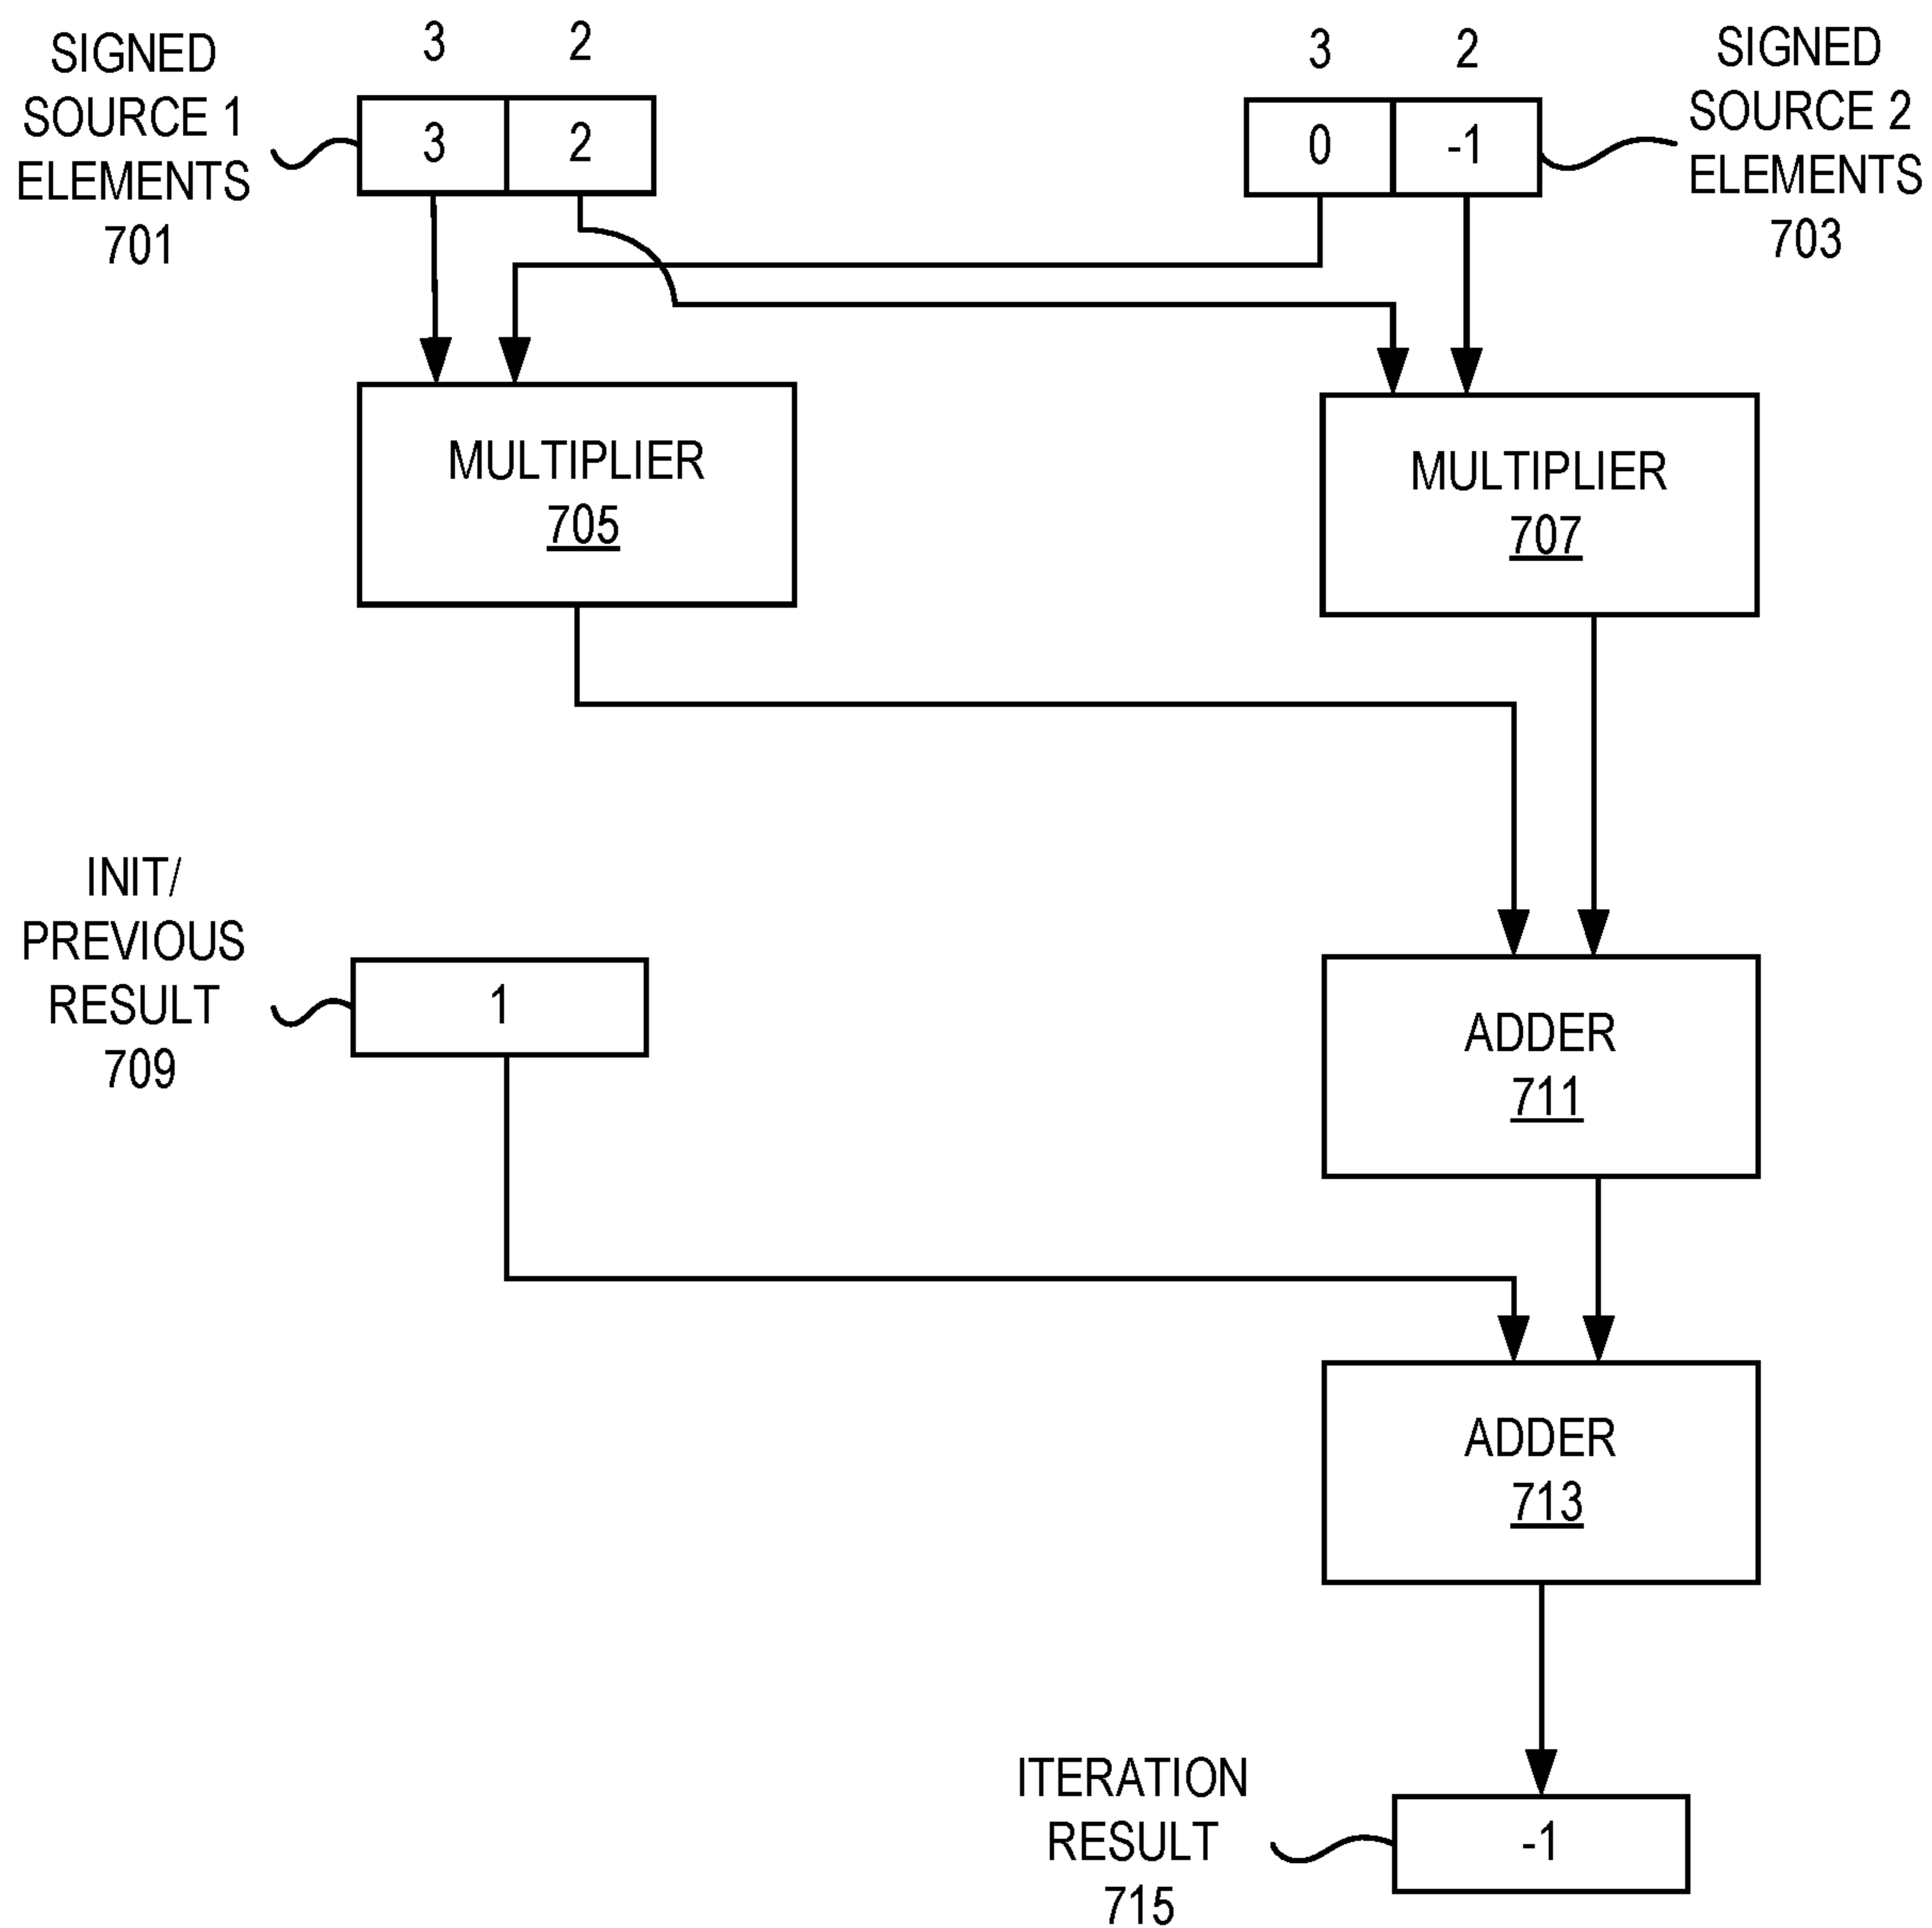 SIGNED
SOURCE 1
ELEMENTS
701
3 2
3 2
3 2
0 -1
SIGNED
SOURCE 2
ELEMENTS
703
MULTIPLIER
705
MULTIPLIER
707
INIT/
PREVIOUS
RESULT
709
1
ADDER
711
ADDER
713
ITERATION
RESULT
715
-1